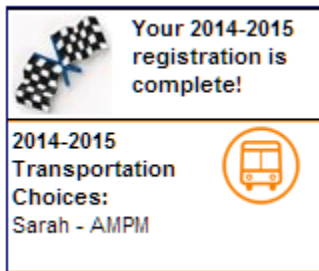 Your 2014-2015
registration is
complete!
2014-2015
Transportation
Choices:
Sarah - AMPM